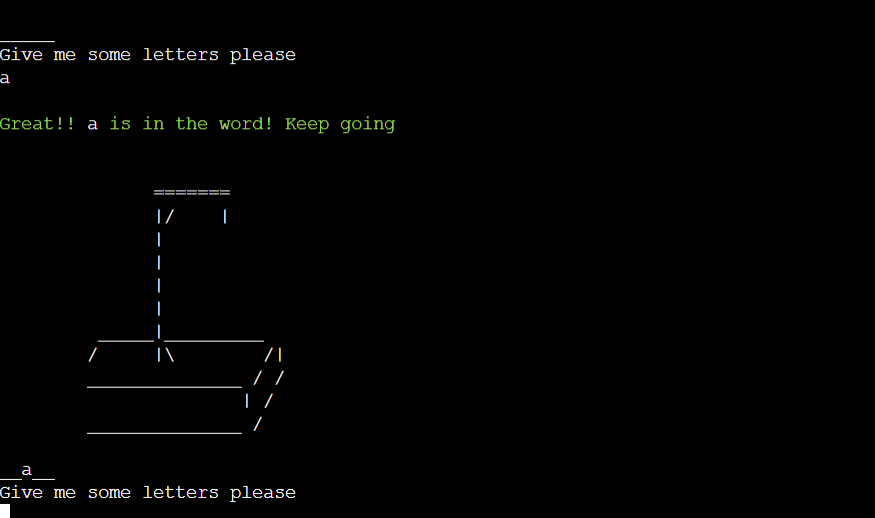 _____
Give me some letters please
a
Great!! a is in the word! Keep going
=======
|/    |
|
|
|
|
_____|_________
/     |\        /|
______________ / /
| /
______________ /
__a__
Give me some letters please